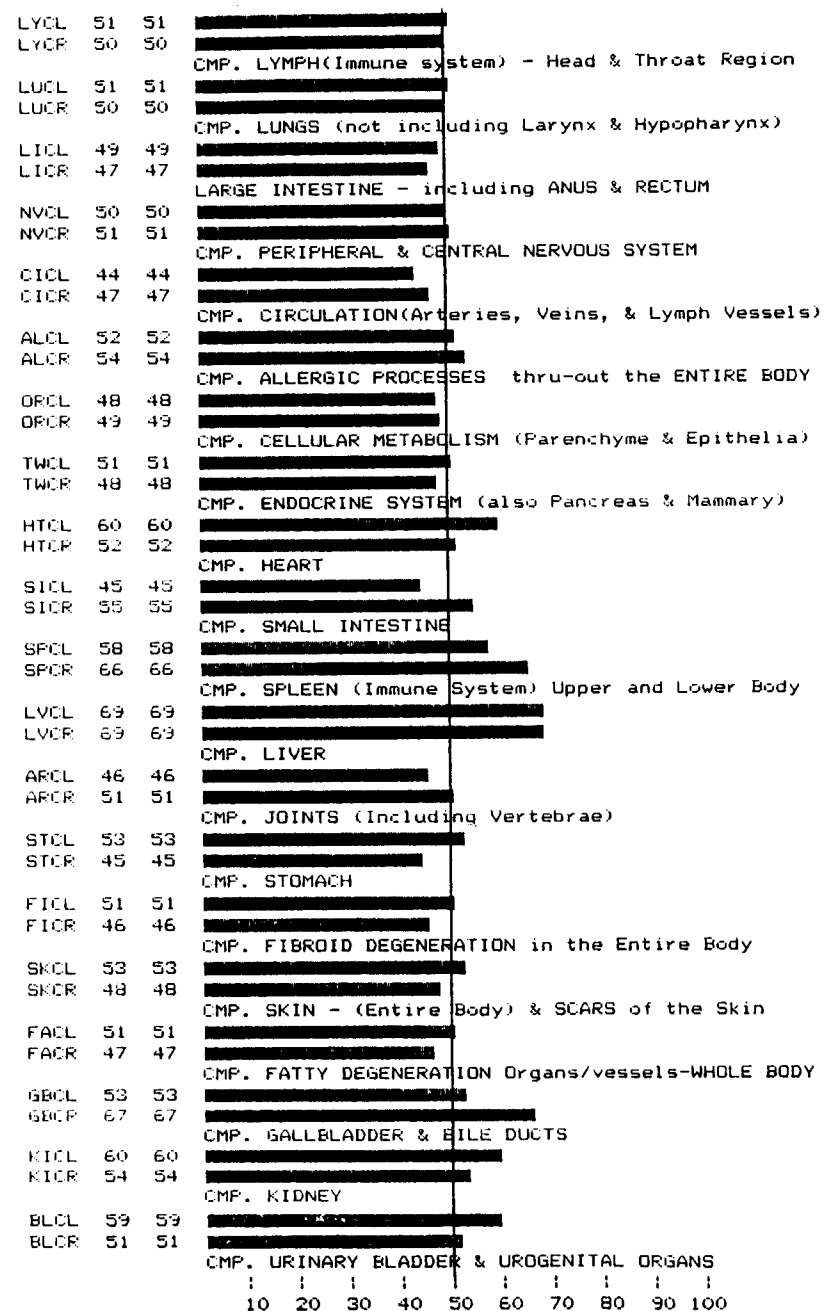 LYCL 51 51
LYCR 50 50
CMP. LYMPH(Immune system) - Head & Throat Region
LUCL 51 51
LUCR 50 50
CMP. LUNGS (not including Larynx & Hypopharynx)
LICL 49 49
LICR 47 47
LARGE INTESTINE - including ANUS & RECTUM
NVCL 50 50
NVCR 51 51
CMP. PERIPHERAL & CENTRAL NERVOUS SYSTEM
CICL 44 44
CICR 47 47
CMP. CIRCULATION(Arteries, Veins, & Lymph Vessels)
ALCL 52 52
ALCR 54 54
CMP. ALLERGIC PROCESSES thru-out the ENTIRE BODY
ORCL 48 48
ORCR 49 49
CMP. CELLULAR METABOLISM (Parenchyme & Epithelia)
TWCL 51 51
TWCR 48 48
CMP. ENDOCRINE SYSTEM (also Pancreas & Mammary)
HTCL 60 60
HTCR 52 52
CMP. HEART
SICL 45 45
SICR 55 55
CMP. SMALL INTESTINE
SPCL 58 58
SPCR 66 66
CMP. SPLEEN (Immune System) Upper and Lower Body
LVCL 69 69
LVCR 69 69
CMP. LIVER
ARCL 46 46
ARCR 51 51
CMP. JOINTS (Including Vertebrae)
STCL 53 53
STCR 45 45
CMP. STOMACH
FICL 51 51
FICR 46 46
CMP. FIBROID DEGENERATION in the Entire Body
SKCL 53 53
SKCR 48 48
CMP. SKIN - (Entire Body) & SCARS of the Skin
FACL 51 51
FACR 47 47
CMP. FATTY DEGENERATION Organs/vessels-WHOLE BODY
GBCL 53 53
GBCR 67 67
CMP. GALLBLADDER & BILE DUCTS
KICL 60 60
KICR 54 54
CMP. KIDNEY
BLCL 59 59
BLCR 51 51
CMP. URINARY BLADDER & UROGENITAL ORGANS
10 20 30 40 50 60 70 80 90 100